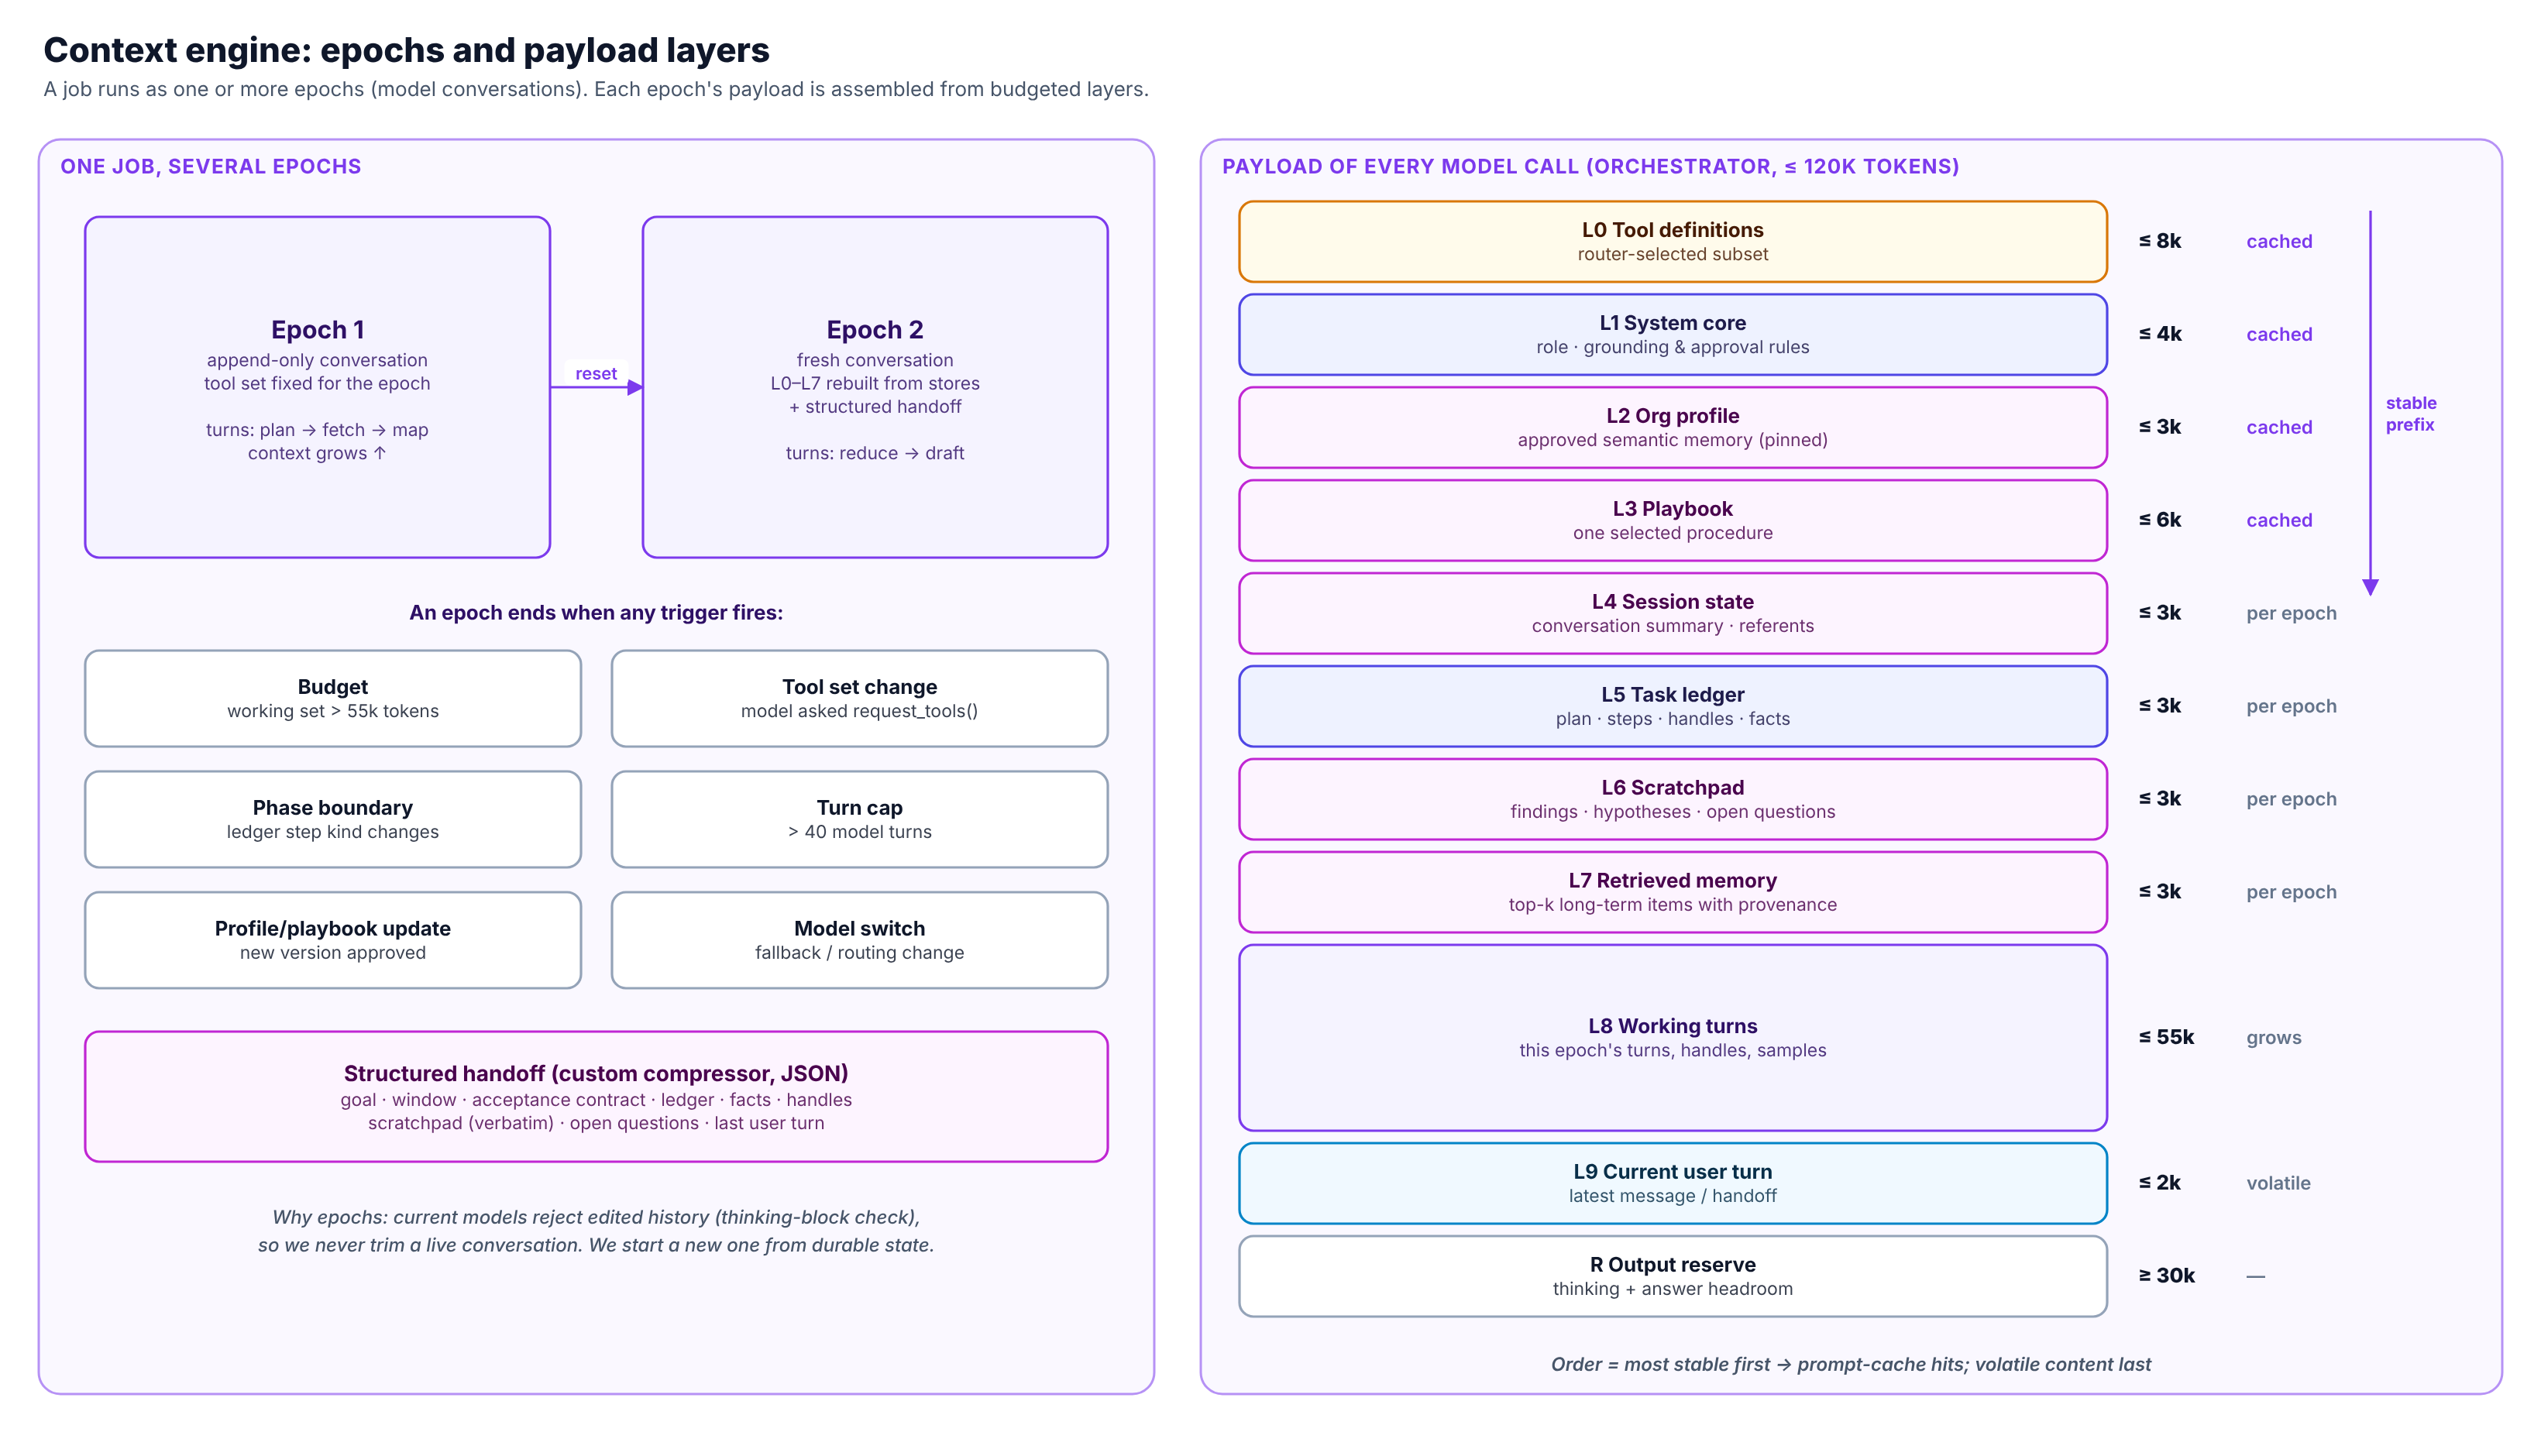 Context engine: epochs and payload layers
A job runs as one or more epochs (model conversations). Each epoch's payload is assembled from budgeted layers.
ONE JOB, SEVERAL EPOCHS
Epoch 1
append-only conversation
tool set fixed for the epoch
turns: plan → fetch → map
context grows ↑
reset
Epoch 2
fresh conversation
L0–L7 rebuilt from stores
+ structured handoff
turns: reduce → draft
An epoch ends when any trigger fires:
Budget
working set > 55k tokens
Tool set change
model asked request_tools()
Phase boundary
ledger step kind changes
Turn cap
> 40 model turns
Profile/playbook update
new version approved
Model switch
fallback / routing change
Structured handoff (custom compressor, JSON)
goal · window · acceptance contract · ledger · facts · handles
scratchpad (verbatim) · open questions · last user turn
Why epochs: current models reject edited history (thinking-block check),
so we never trim a live conversation. We start a new one from durable state.
PAYLOAD OF EVERY MODEL CALL (ORCHESTRATOR, ≤ 120K TOKENS)
L0 Tool definitions
router-selected subset
≤ 8k cached
L1 System core
role · grounding & approval rules
≤ 4k cached
L2 Org profile
approved semantic memory (pinned)
≤ 3k cached
stable
prefix
L3 Playbook
one selected procedure
≤ 6k cached
L4 Session state
conversation summary · referents
≤ 3k per epoch
L5 Task ledger
plan · steps · handles · facts
≤ 3k per epoch
L6 Scratchpad
findings · hypotheses · open questions
≤ 3k per epoch
L7 Retrieved memory
top-k long-term items with provenance
≤ 3k per epoch
L8 Working turns
this epoch's turns, handles, samples
≤ 55k grows
L9 Current user turn
latest message / handoff
≤ 2k volatile
R Output reserve
thinking + answer headroom
≥ 30k —
Order = most stable first → prompt-cache hits; volatile content last